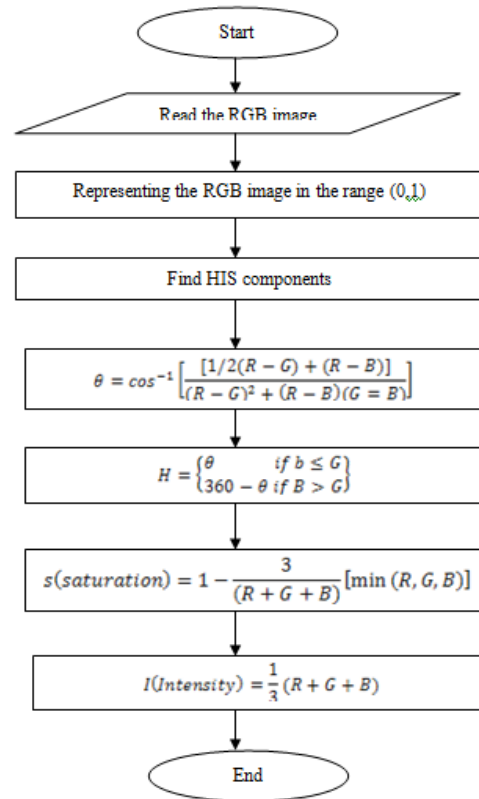 Start
Read the RGB image
Representing the RGB image in the range (0,1)
Find HIS components
θ = cos⁻¹ [ [1/2(R − G) + (R − B)] / (R − G)² + (R − B)(G = B) ]
H = {θ if b ≤ G
360 − θ if B > G}
s(saturation) = 1 − 3 / (R + G + B) [min (R, G, B)]
I(Intensity) = 1/3 (R + G + B)
End